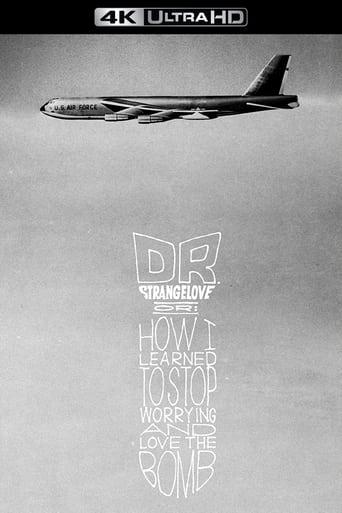 4K ULTRA HD
U.S. AIR FORCE
DR.
STRANGELOVE
OR:
HOW I
LEARNED
TO STOP
WORRYING
AND
LOVE THE
BOMB